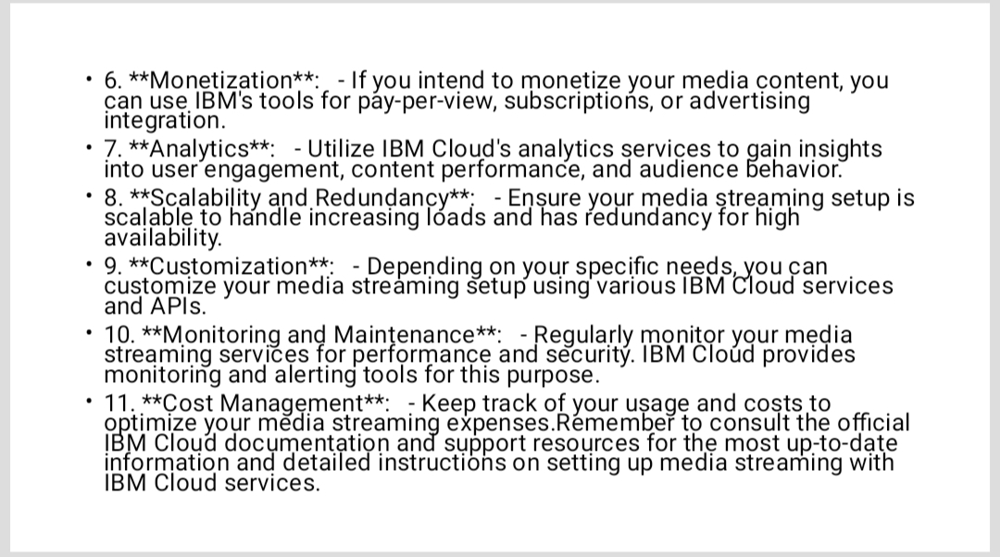 • 6. **Monetization**:   - If you intend to monetize your media content, you
can use IBM's tools for pay-per-view, subscriptions, or advertising
integration.
• 7. **Analytics**:   - Utilize IBM Cloud's analytics services to gain insights
into user engagement, content performance, and audience behavior.
• 8. **Scalability and Redundancy**:   - Ensure your media streaming setup is
scalable to handle increasing loads and has redundancy for high
availability.
• 9. **Customization**:   - Depending on your specific needs, you can
customize your media streaming setup using various IBM Cloud services
and APIs.
• 10. **Monitoring and Maintenance**:   - Regularly monitor your media
streaming services for performance and security. IBM Cloud provides
monitoring and alerting tools for this purpose.
• 11. **Cost Management**:   - Keep track of your usage and costs to
optimize your media streaming expenses.Remember to consult the official
IBM Cloud documentation and support resources for the most up-to-date
information and detailed instructions on setting up media streaming with
IBM Cloud services.